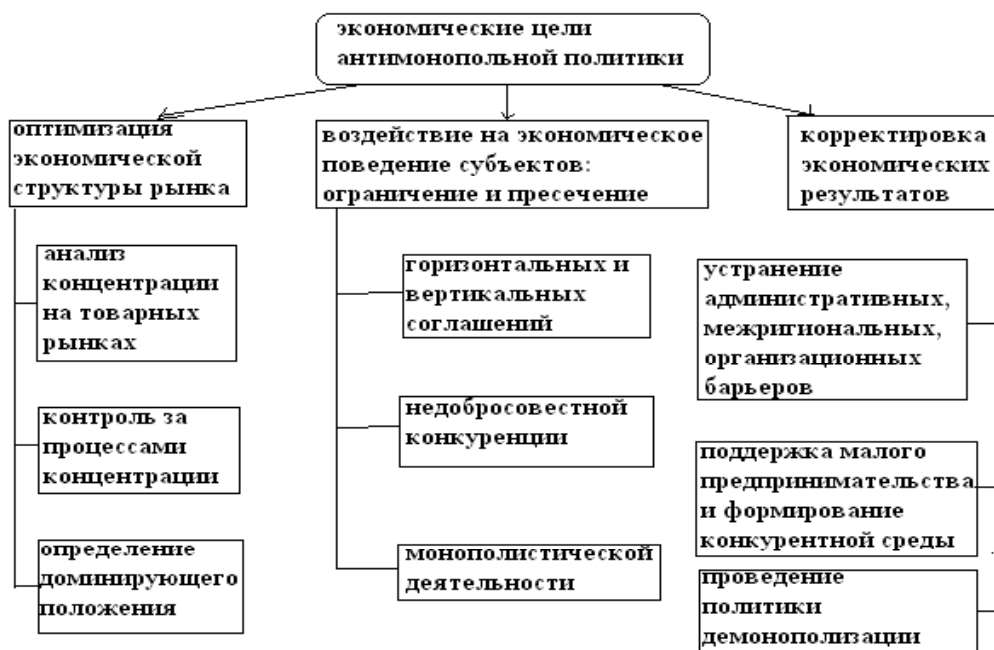 экономические цели
антимонопольной политики
оптимизация
экономической
структуры рынка
анализ
концентрации
на товарных
рынках
контроль за
процессами
концентрации
определение
доминирующего
положения
воздействие на экономическое
поведение субъектов:
ограничение и пресечение
горизонтальных и
вертикальных
соглашений
недобросовестной
конкуренции
монополистической
деятельности
корректировка
экономических
результатов
устранение
административных,
межригиональных,
организационных
барьеров
поддержка малого
предпринимательства
и формирование
конкурентной среды
проведение
политики
демонополизации